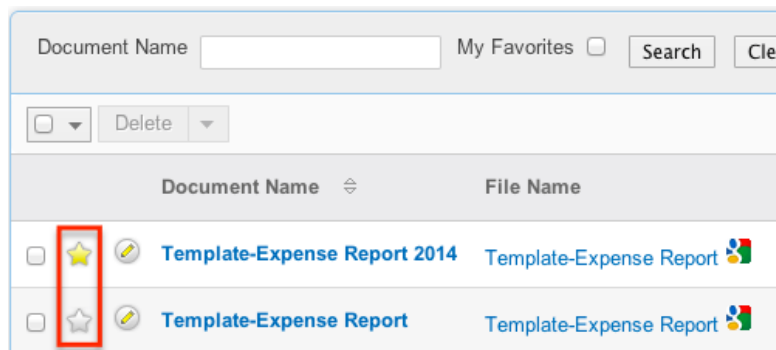 Document Name My Favorites Search Cle
Delete
Document Name File Name
Template-Expense Report 2014 Template-Expense Report
Template-Expense Report Template-Expense Report